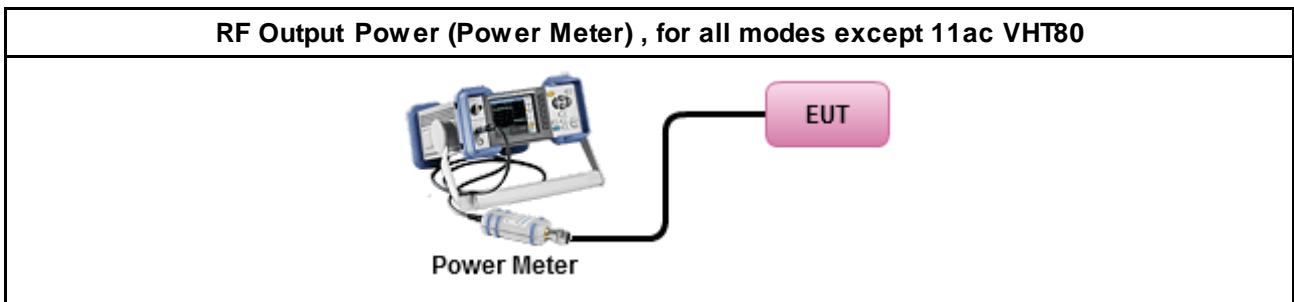 RF Output Power (Power Meter) , for all modes except 11ac VHT80
EUT
Power Meter